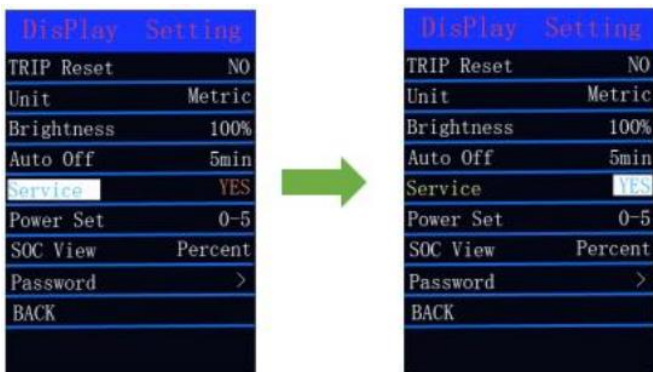 DisPlay Setting
TRIP Reset NO
Unit Metric
Brightness 100%
Auto Off 5min
Service YES
Power Set 0-5
SOC View Percent
Password >
BACK
DisPlay Setting
TRIP Reset NO
Unit Metric
Brightness 100%
Auto Off 5min
Service YES
Power Set 0-5
SOC View Percent
Password >
BACK